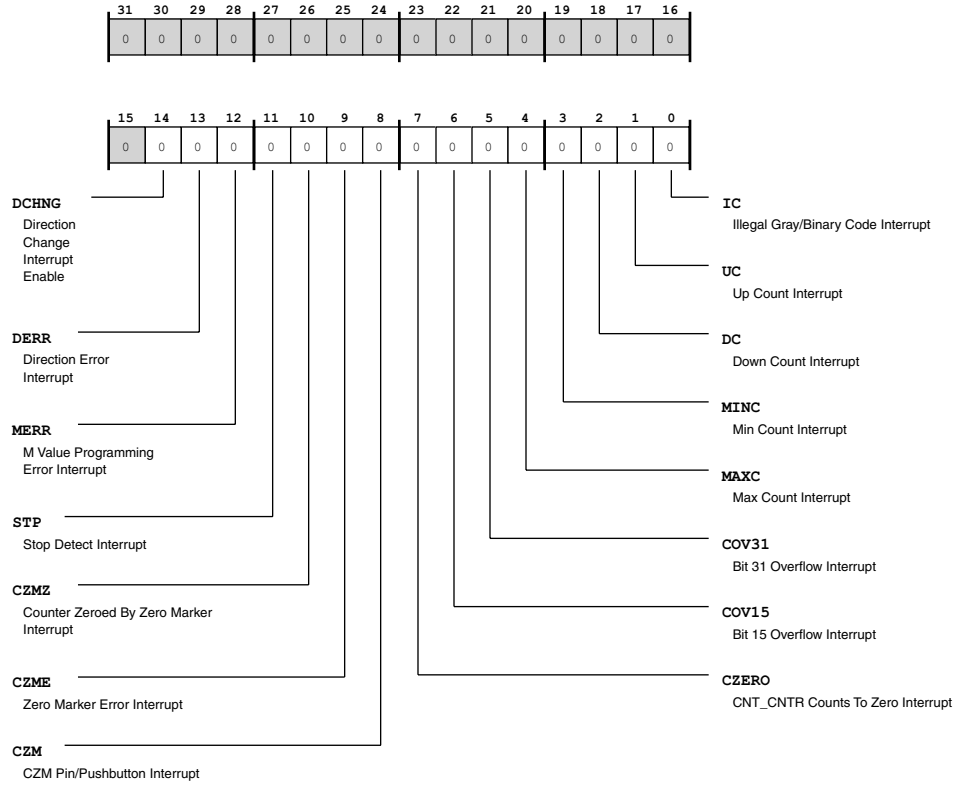 31 30 29 28 27 26 25 24 23 22 21 20 19 18 17 16
0 0 0 0 0 0 0 0 0 0 0 0 0 0 0 0
15 14 13 12 11 10 9 8 7 6 5 4 3 2 1 0
0 0 0 0 0 0 0 0 0 0 0 0 0 0 0 0
DCHNG
Direction
Change
Interrupt
Enable
DERR
Direction Error
Interrupt
MERR
M Value Programming
Error Interrupt
STP
Stop Detect Interrupt
CZMZ
Counter Zeroed By Zero Marker
Interrupt
CZME
Zero Marker Error Interrupt
CZM
CZM Pin/Pushbutton Interrupt
IC
Illegal Gray/Binary Code Interrupt
UC
Up Count Interrupt
DC
Down Count Interrupt
MINC
Min Count Interrupt
MAXC
Max Count Interrupt
COV31
Bit 31 Overflow Interrupt
COV15
Bit 15 Overflow Interrupt
CZERO
CNT_CNTR Counts To Zero Interrupt